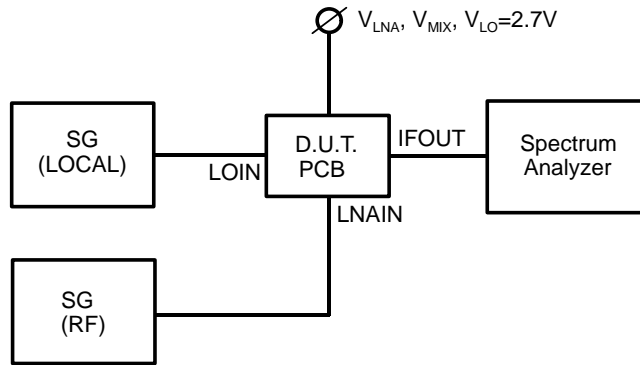 V_LNA, V_MIX, V_LO=2.7V
SG
(LOCAL)
LOIN
D.U.T.
PCB
IFOUT
Spectrum
Analyzer
LNAIN
SG
(RF)